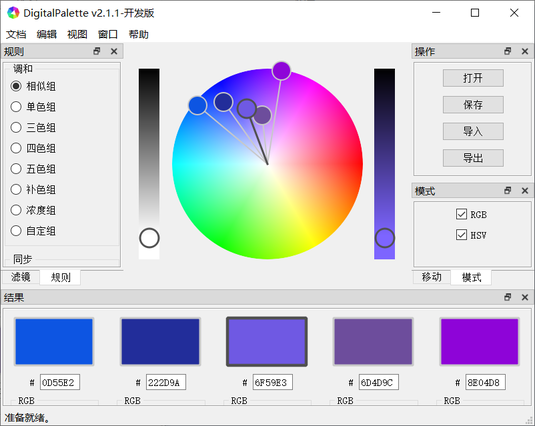 DigitalPalette v2.1.1-开发版
文档 编辑 视图 窗口 帮助
规则
调和
相似组
单色组
三色组
四色组
五色组
补色组
浓度组
自定组
同步
滤镜 规则
操作
打开
保存
导入
导出
模式
RGB
HSV
移动 模式
结果
# 0D55E2 # 222D9A # 6F59E3 # 6D4D9C # 8E04D8
RGB RGB RGB RGB RGB
准备就绪。